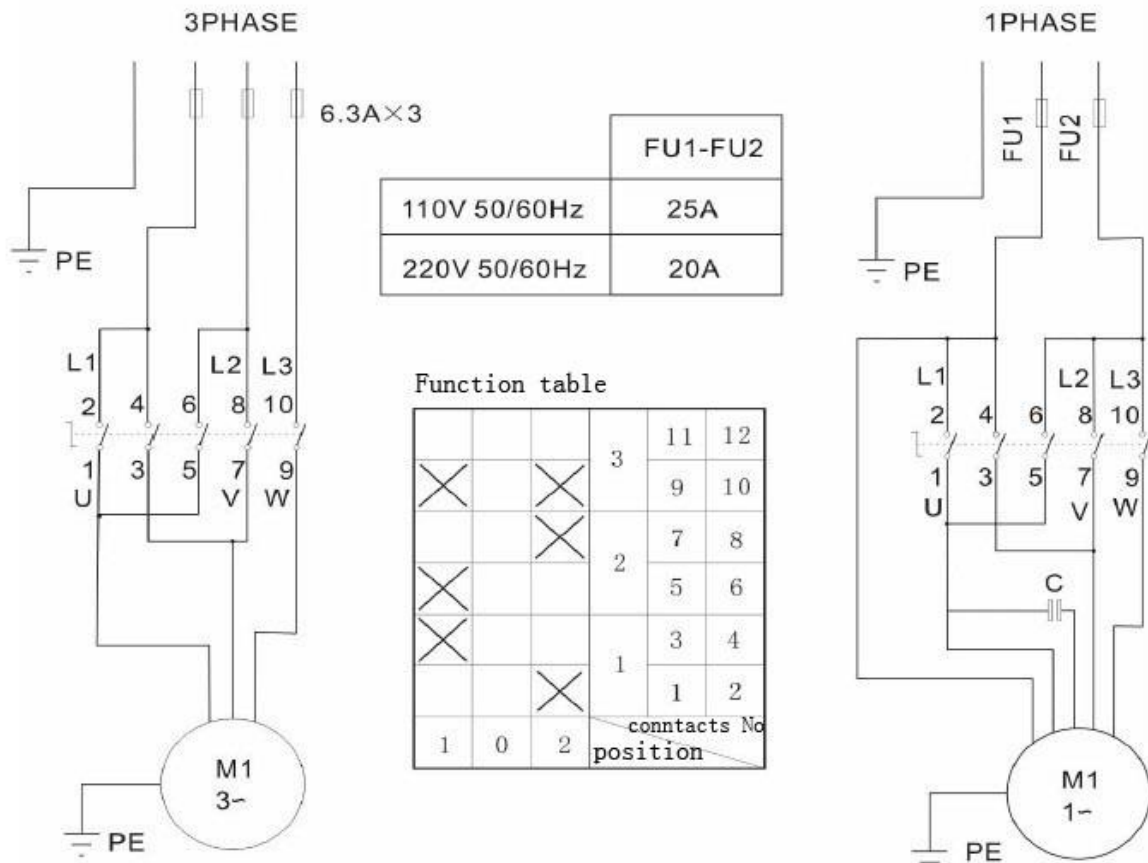 3PHASE
6.3A×3
PE
L1 L2 L3
2 4 6 8 10
1 3 5 7 9
U V W
M1
3~
PE
FU1-FU2
110V 50/60Hz 25A
220V 50/60Hz 20A
Function table
3 11 12
9 10
2 7 8
5 6
1 3 4
1 2
conntacts No
position
1 0 2
1PHASE
FU1 FU2
PE
L1 L2 L3
2 4 6 8 10
1 3 5 7 9
U V W
C
M1
1~
PE